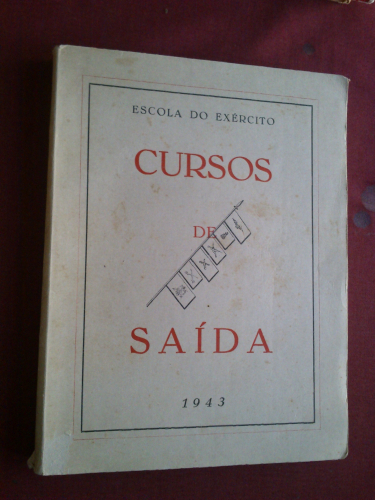 ESCOLA DO EXÉRCITO
CURSOS
DE
SAÍDA
1943